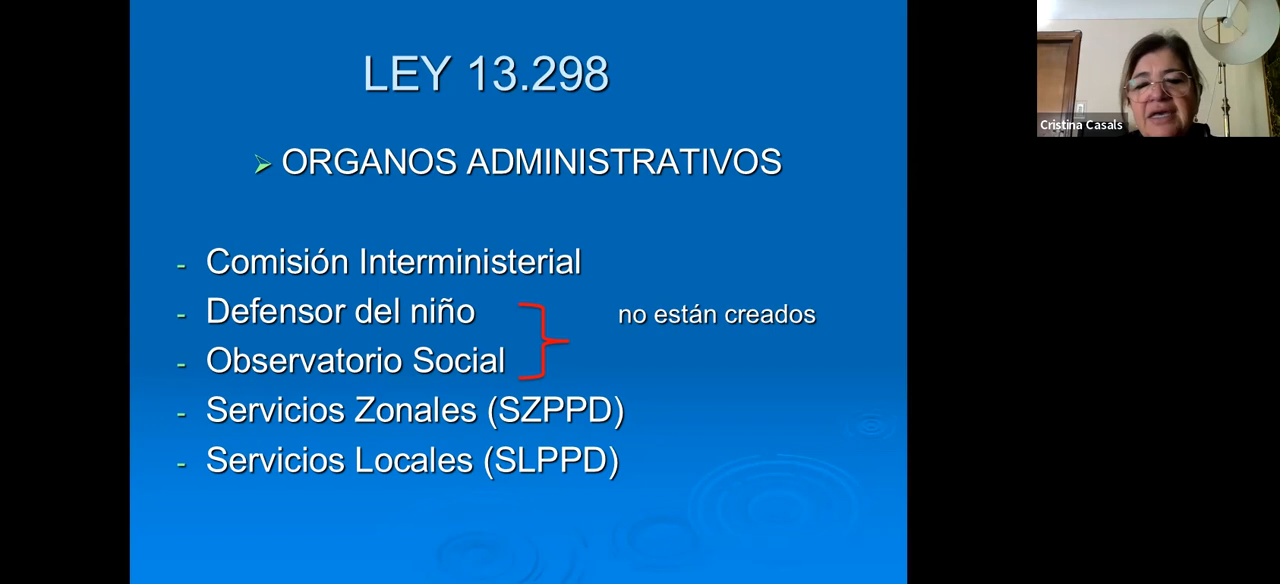 LEY 13.298
ORGANOS ADMINISTRATIVOS
- Comisión Interministerial
- Defensor del niño
no están creados
- Observatorio Social
- Servicios Zonales (SZPPD)
- Servicios Locales (SLPPD)
Cristina Casals